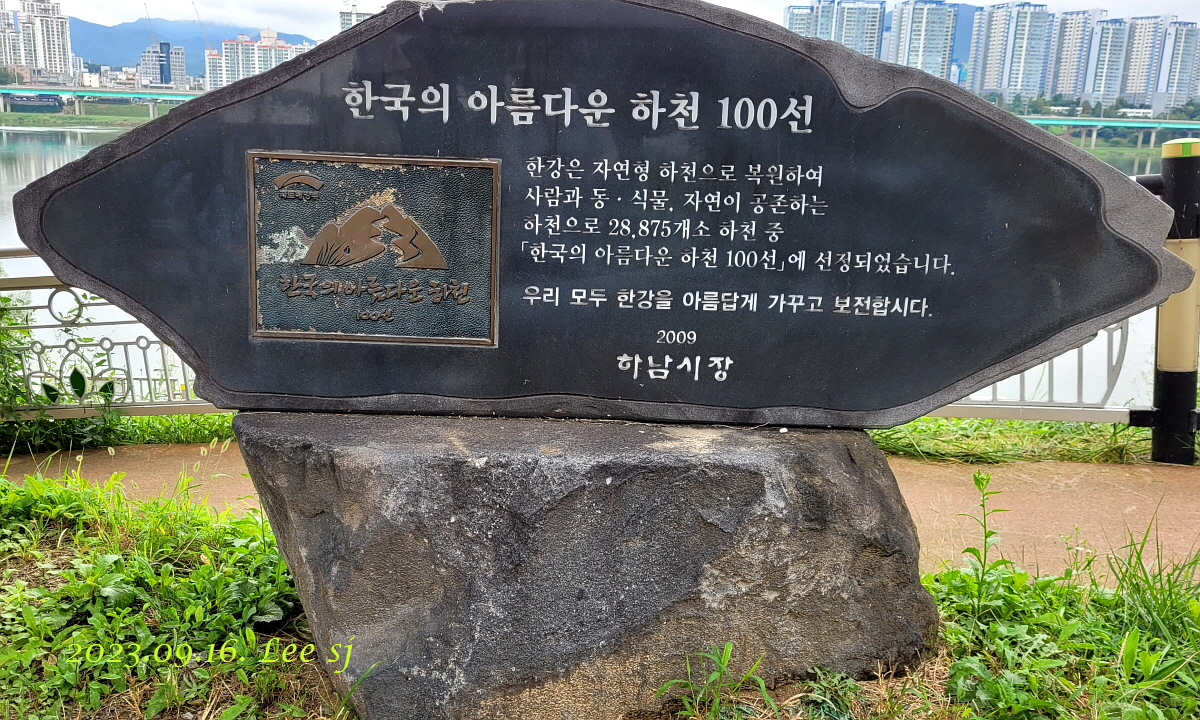 한국의 아름다운 하천 100선
한국의 아름다운 하천
100선
한강은 자연형 하천으로 복원하여
사람과 동·식물, 자연이 공존하는
하천으로 28,875개소 하천 중
「한국의 아름다운 하천 100선」에 선정되었습니다.
우리 모두 한강을 아름답게 가꾸고 보전합시다.
2009
하남시장
2023.09.16. Lee sj